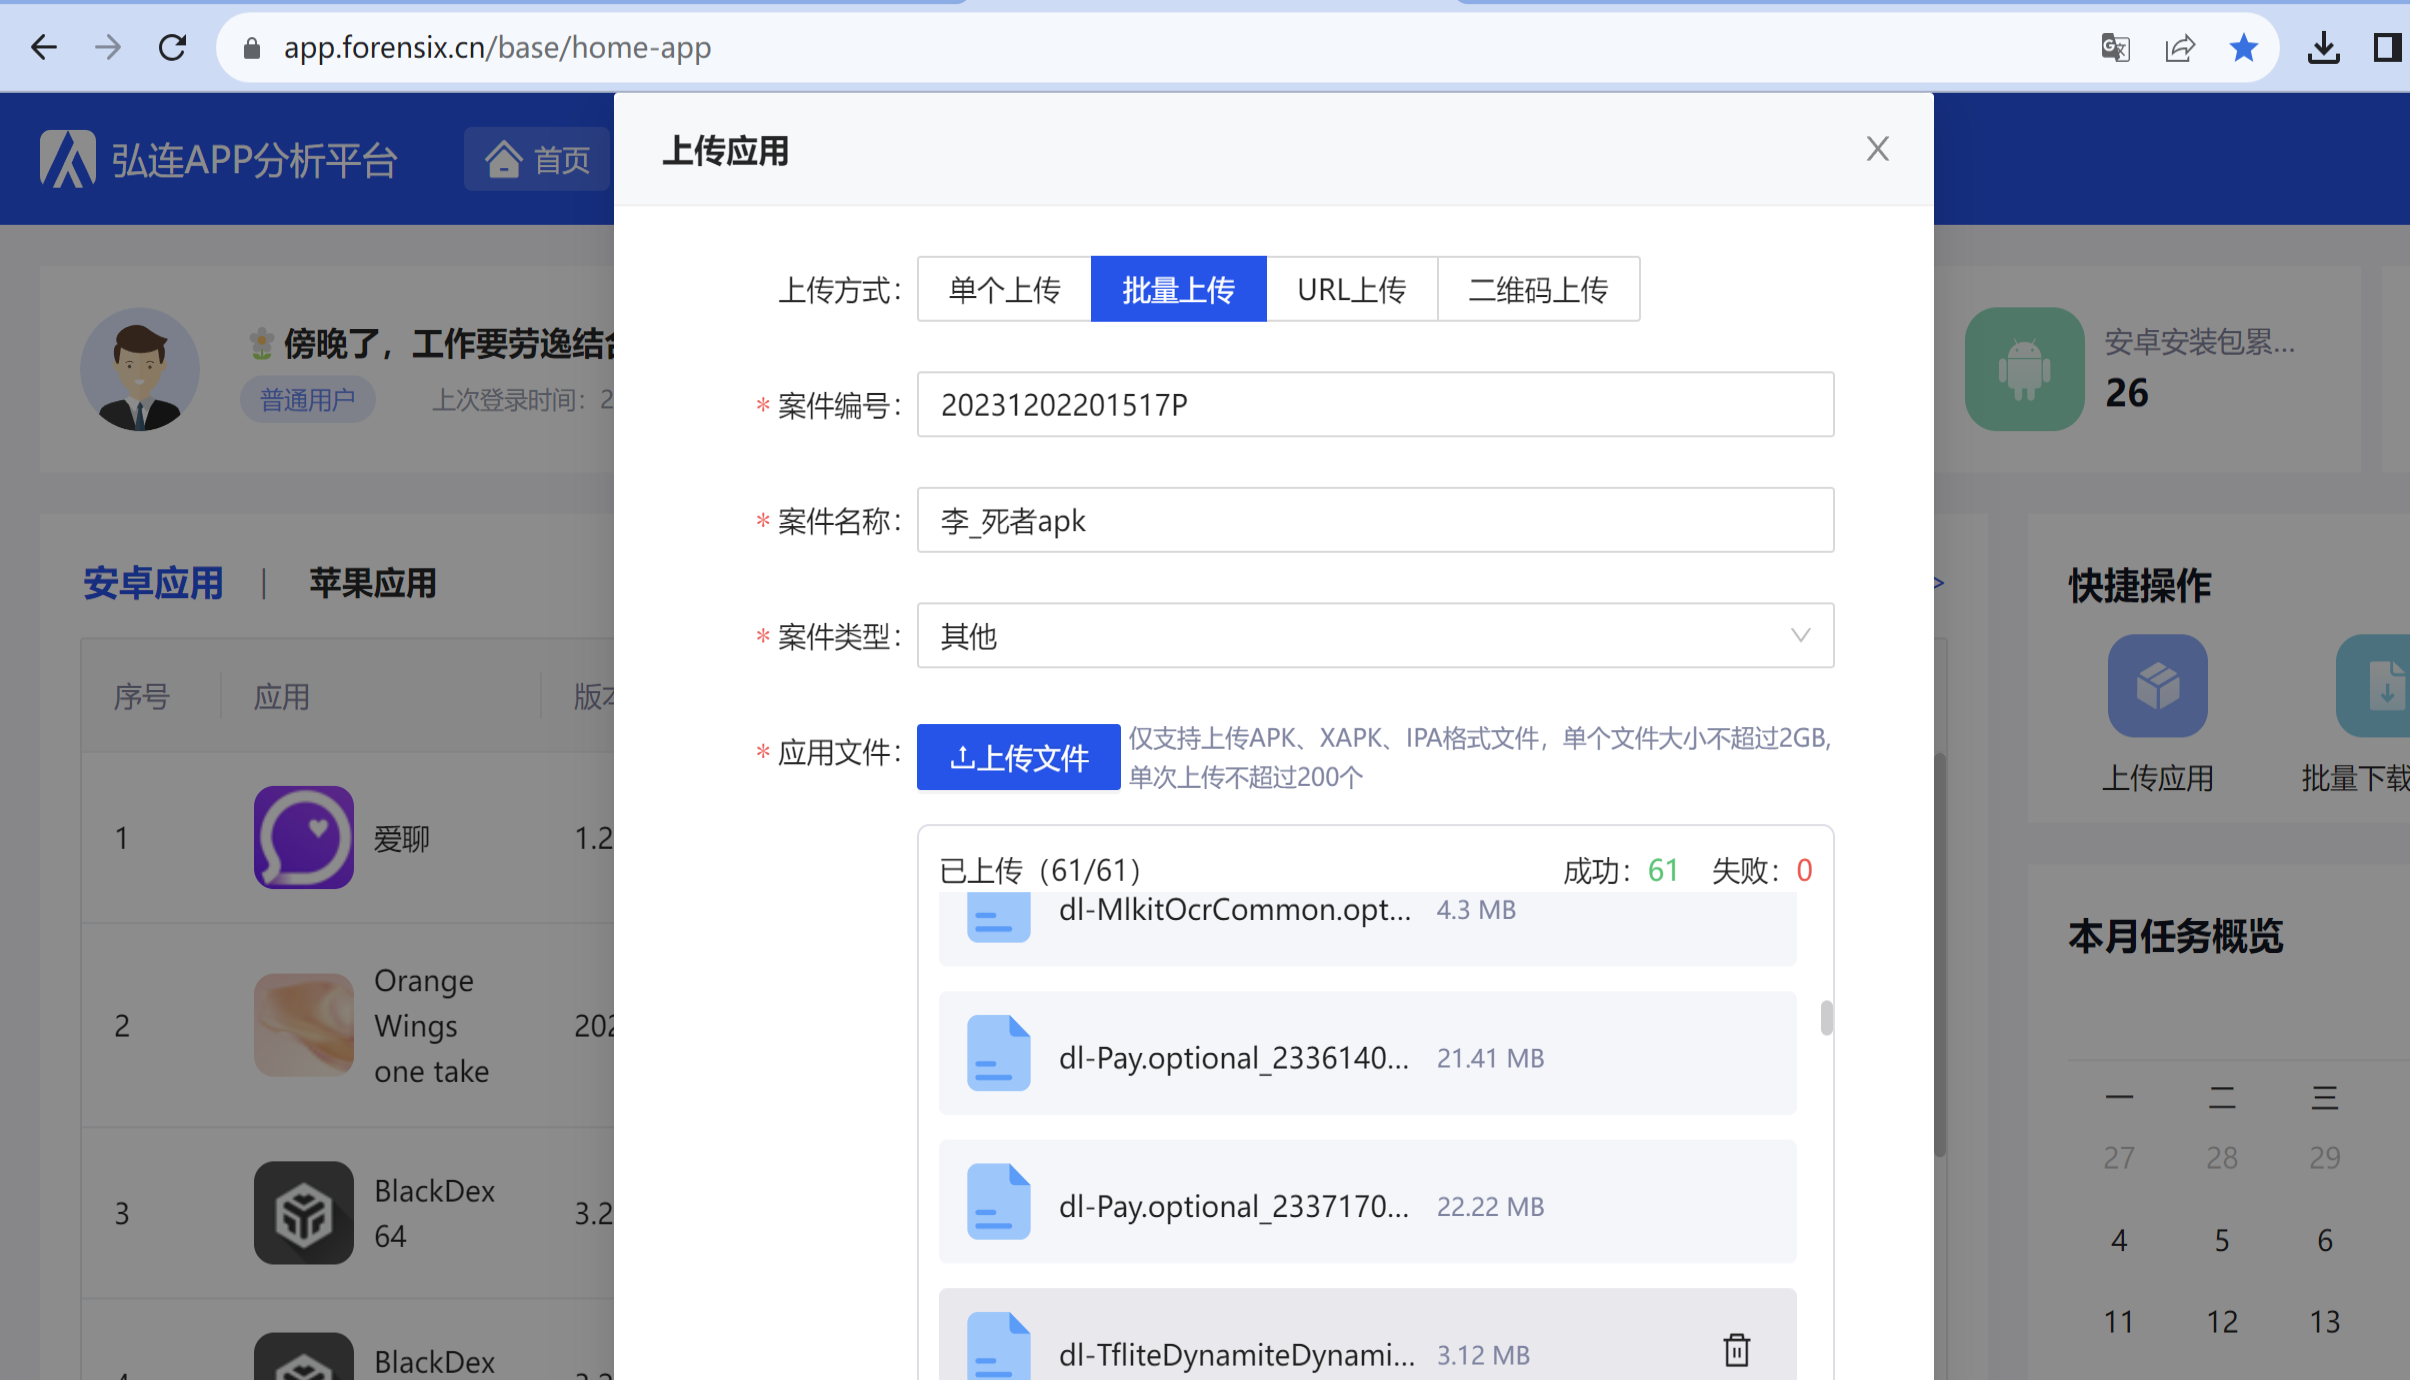 app.forensix.cn/base/home-app
弘连APP分析平台
首页
上传应用
上传方式：
单个上传
批量上传
URL上传
二维码上传
* 案件编号：
20231202201517P
* 案件名称：
李_死者apk
* 案件类型：
其他
* 应用文件：
上传文件
仅支持上传APK、XAPK、IPA格式文件，单个文件大小不超过2GB,
单次上传不超过200个
已上传（61/61）
成功：61 失败：0
dl-MlkitOcrCommon.opt... 4.3 MB
dl-Pay.optional_2336140... 21.41 MB
dl-Pay.optional_2337170... 22.22 MB
dl-TfliteDynamiteDynami... 3.12 MB
傍晚了，工作要劳逸结合
普通用户
上次登录时间：2
安卓应用 | 苹果应用
序号 应用 版本
1 爱聊 1.2
2 Orange
Wings
one take
202
3 BlackDex
64
3.2
BlackDex
安卓安装包累...
26
快捷操作
上传应用
批量下载
本月任务概览
一 二 三
27 28 29
4 5 6
11 12 13